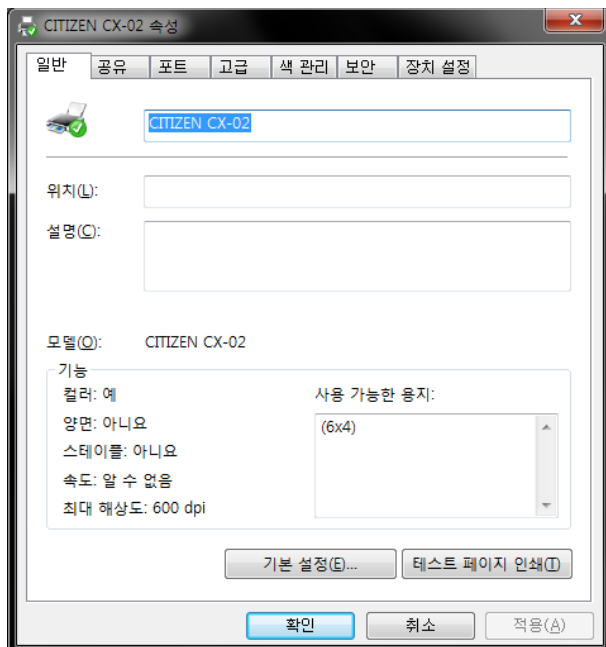 CITIZEN CX-02 속성
일반 공유 포트 고급 색 관리 보안 장치 설정
CITIZEN CX-02
위치(L):
설명(C):
모델(O): CITIZEN CX-02
기능
컬러: 예
사용 가능한 용지:
양면: 아니요
(6x4)
스테이플: 아니요
속도: 알 수 없음
최대 해상도: 600 dpi
기본 설정(E)... 테스트 페이지 인쇄(T)
확인 취소 적용(A)